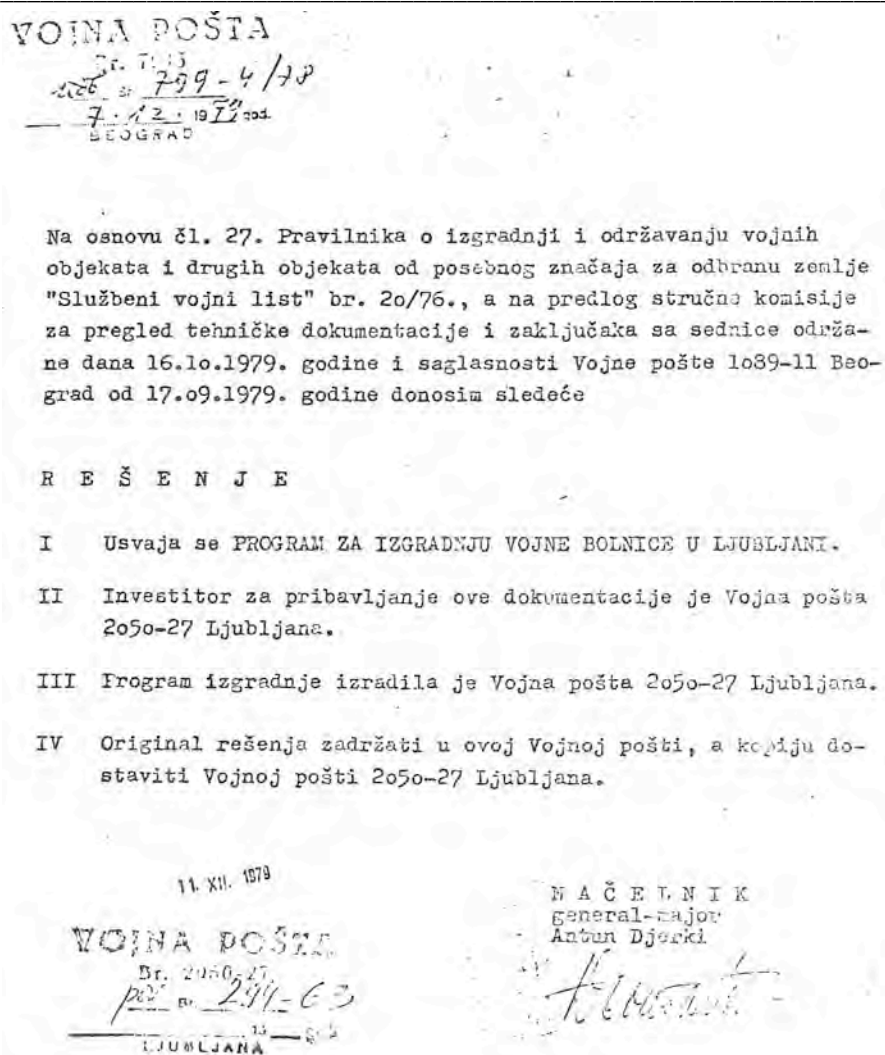 VOJNA POŠTA
Br.
799-4/78
7.12. 19 god.
BEOGRAD
Na osnovu čl. 27. Pravilnika o izgradnji i održavanju vojnih
objekata i drugih objekata od posebnog značaja za odbranu zemlje
"Službeni vojni list" br. 2o/76., a na predlog stručne komisije
za pregled tehničke dokumentacije i zaključaka sa sednice održa-
ne dana 16.1o.1979. godine i saglasnosti Vojne pošte 1o89-11 Beo-
grad od 17.o9.1979. godine donosim sledeće
R E Š E N J E
I Usvaja se PROGRAM ZA IZGRADNJU VOJNE BOLNICE U LJUBLJANI.
II Investitor za pribavljanje ove dokumentacije je Vojna pošta
2o5o-27 Ljubljana.
III Program izgradnje izradila je Vojna pošta 2o5o-27 Ljubljana.
IV Original rešenja zadržati u ovoj Vojnoj pošti, a kopiju do-
staviti Vojnoj pošti 2o5o-27 Ljubljana.
11. XII. 1979
VOJNA POŠTA
Br. 2050-27
pov Br. 294-63
19
LJUBLJANA
N A Č E L N I K
general-major
Antun Djerki